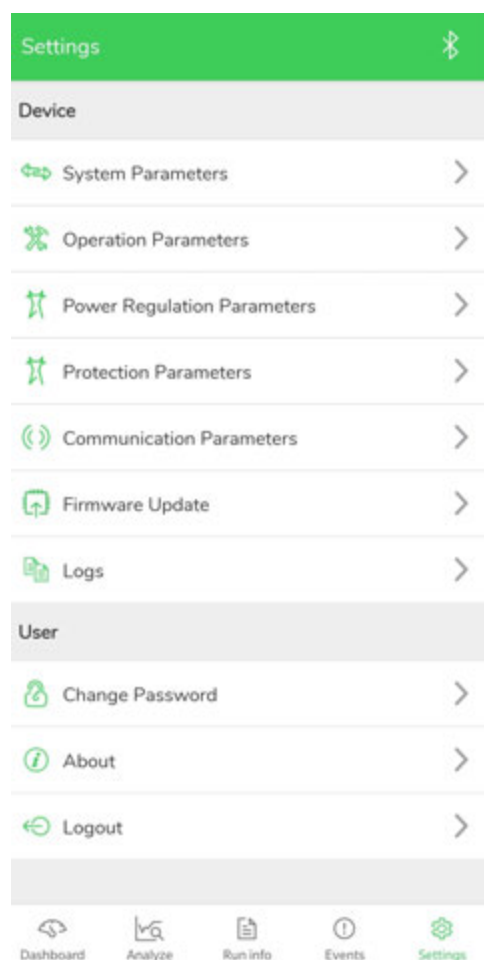 Settings
Device
System Parameters
Operation Parameters
Power Regulation Parameters
Protection Parameters
Communication Parameters
Firmware Update
Logs
User
Change Password
About
Logout
Dashboard Analyze Run info Events Settings